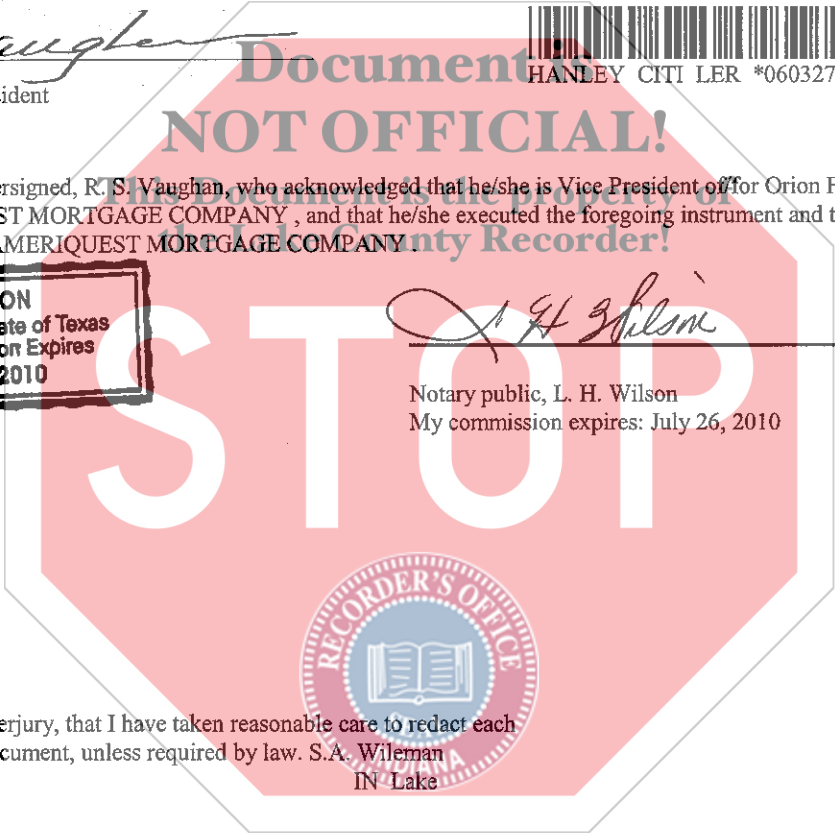 HANLEY CITI LER *060327
ident
Document is
NOT OFFICIAL!
This Document is the property of
the Lake County Recorder!
ersigned, R. S. Vaughan, who acknowledged that he/she is Vice President of/for Orion F
ST MORTGAGE COMPANY , and that he/she executed the foregoing instrument and t
AMERIQUEST MORTGAGE COMPANY .
ON
ate of Texas
on Expires
2010
L H Wilson
Notary public, L. H. Wilson
My commission expires: July 26, 2010
STOP
RECORDER'S OFFICE
INDIANA
erjury, that I have taken reasonable care to redact each
cument, unless required by law. S.A. Wileman
IN Lake